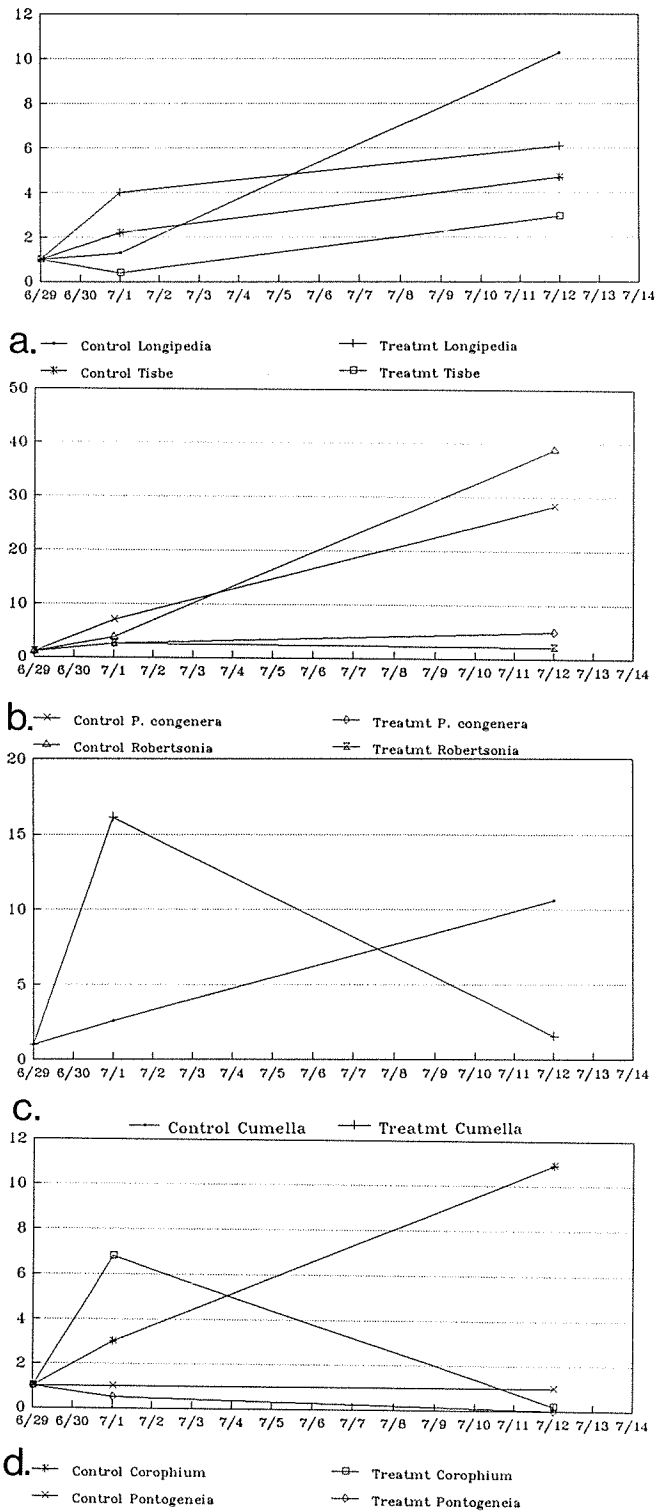 12
10
8
6
4
2
0
6/29 6/30 7/1 7/2 7/3 7/4 7/5 7/6 7/7 7/8 7/9 7/10 7/11 7/12 7/13 7/14
a. Control Longipedia Treatmt Longipedia
Control Tisbe Treatmt Tisbe
50
40
30
20
10
0
6/29 6/30 7/1 7/2 7/3 7/4 7/5 7/6 7/7 7/8 7/9 7/10 7/11 7/12 7/13 7/14
b. Control P. congenera Treatmt P. congenera
Control Robertsonia Treatmt Robertsonia
20
15
10
5
0
6/29 6/30 7/1 7/2 7/3 7/4 7/5 7/6 7/7 7/8 7/9 7/10 7/11 7/12 7/13 7/14
c. Control Cumella Treatmt Cumella
12
10
8
6
4
2
0
6/29 6/30 7/1 7/2 7/3 7/4 7/5 7/6 7/7 7/8 7/9 7/10 7/11 7/12 7/13 7/14
d. Control Corophium Treatmt Corophium
Control Pontogeneia Treatmt Pontogeneia